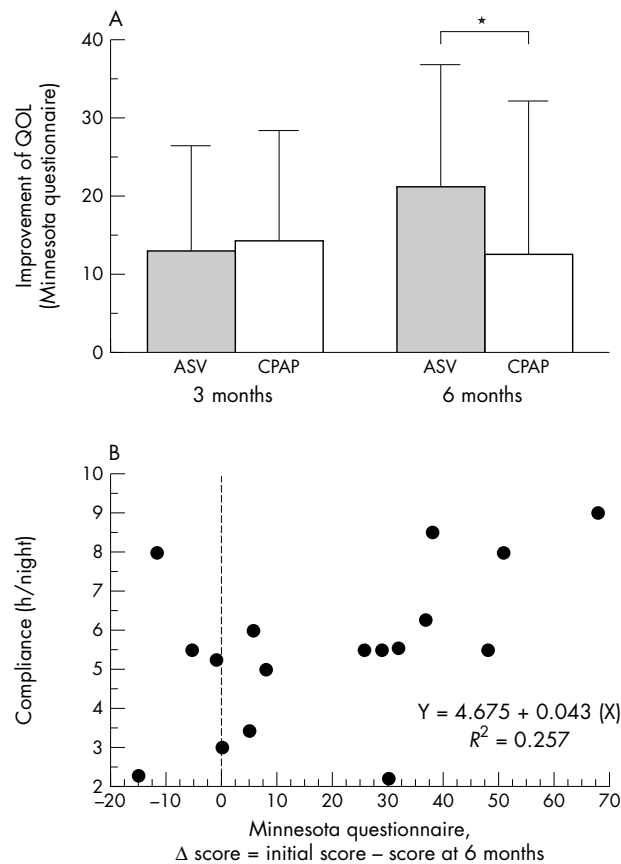 A
40
30
20
10
0
Improvement of QOL
(Minnesota questionnaire)
★
ASV CPAP ASV CPAP
3 months 6 months
B
10
9
8
7
6
5
4
3
2
Compliance (h/night)
Y = 4.675 + 0.043 (X)
R² = 0.257
–20 –10 0 10 20 30 40 50 60 70
Minnesota questionnaire,
Δ score = initial score – score at 6 months